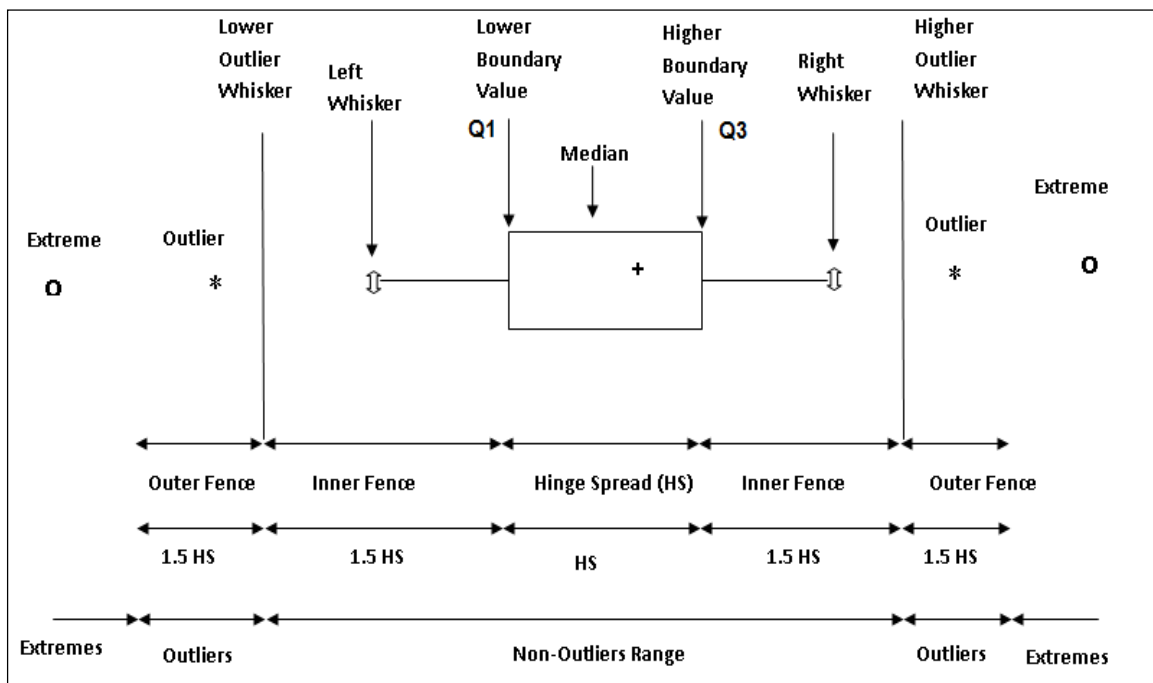 Lower
Outlier
Whisker
Left
Whisker
Lower
Boundary
Value
Q1
Median
Higher
Boundary
Value
Q3
Right
Whisker
Higher
Outlier
Whisker
Extreme
O
Outlier
*
+
Outlier
*
Extreme
O
Outer Fence
Inner Fence
Hinge Spread (HS)
Inner Fence
Outer Fence
1.5 HS
1.5 HS
HS
1.5 HS
1.5 HS
Extremes
Outliers
Non-Outliers Range
Outliers
Extremes